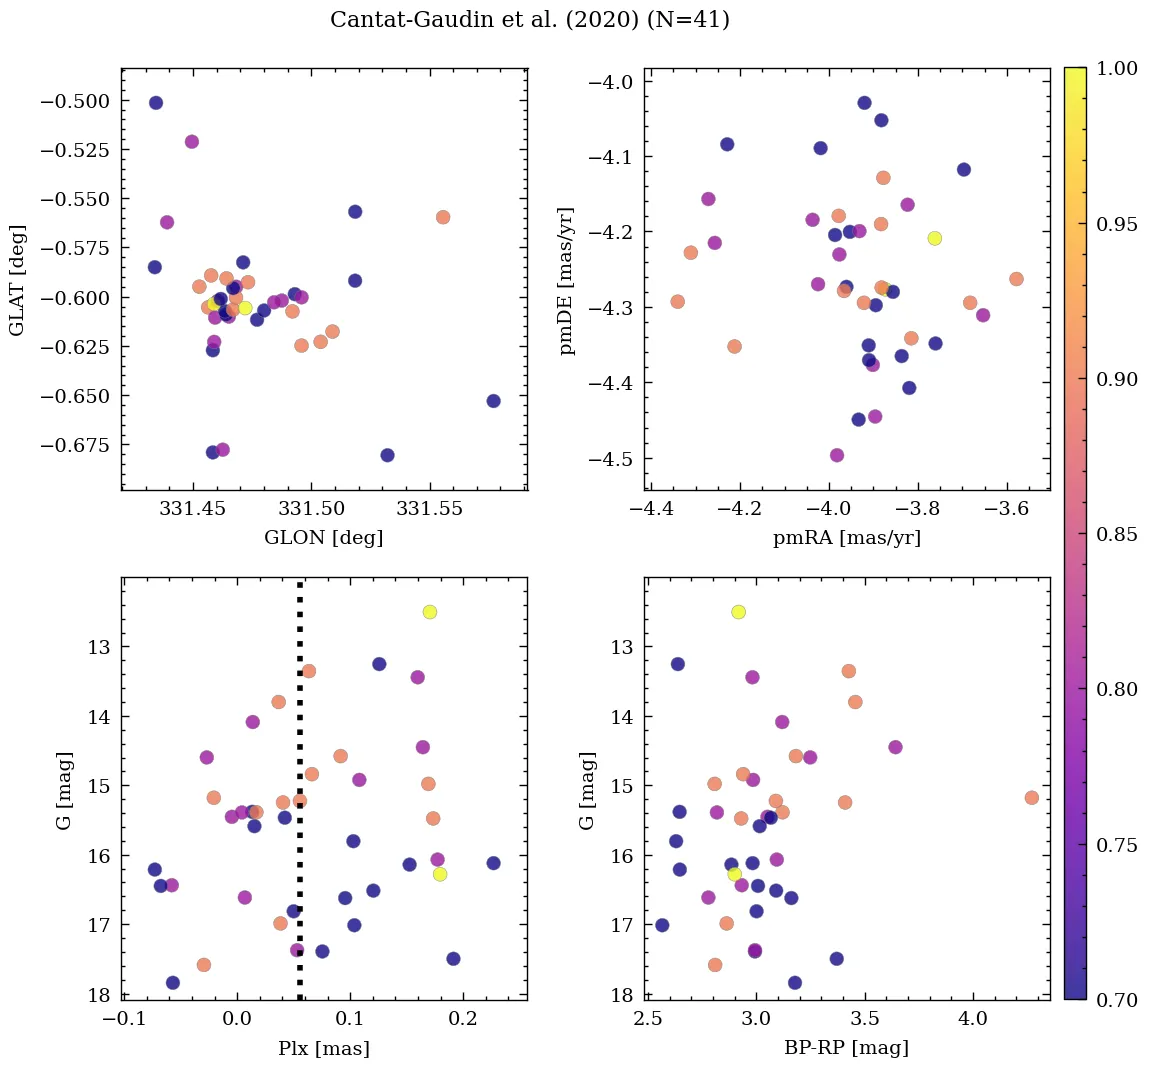 Cantat-Gaudin et al. (2020) (N=41)
−0.500
−0.525
−0.550
−0.575
−0.600
−0.625
−0.650
−0.675
GLAT [deg]
331.45 331.50 331.55
GLON [deg]
−4.0
−4.1
−4.2
−4.3
−4.4
−4.5
pmDE [mas/yr]
−4.4 −4.2 −4.0 −3.8 −3.6
pmRA [mas/yr]
13
14
15
16
17
18
G [mag]
−0.1 0.0 0.1 0.2
Plx [mas]
13
14
15
16
17
18
G [mag]
2.5 3.0 3.5 4.0
BP-RP [mag]
1.00
0.95
0.90
0.85
0.80
0.75
0.70